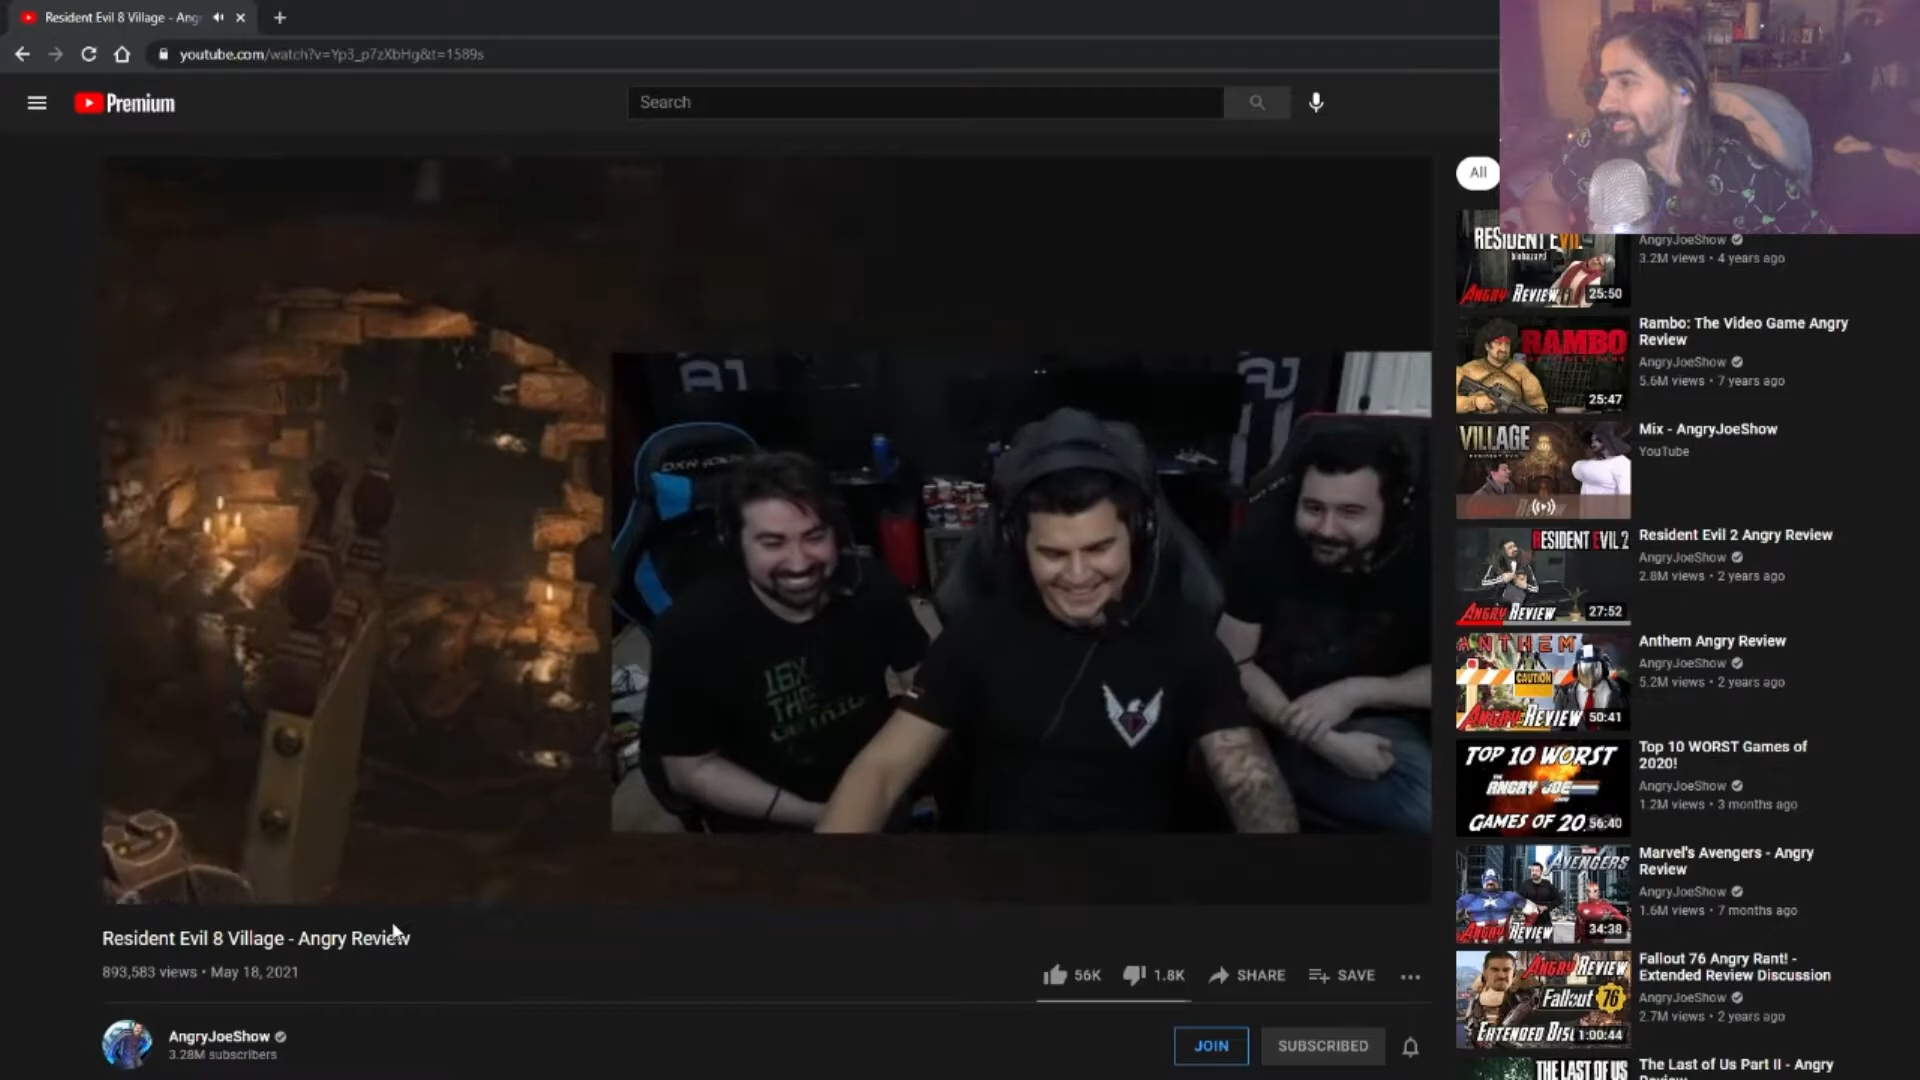 Resident Evil 8 Village - Ang
youtube.com/watch?v=Yp3_p7zXbHg&t=1589s
Premium
Search
All
RESIDENT EVIL
biohazard
ANGRY REVIEW
25:50
AngryJoeShow
3.2M views • 4 years ago
RAMBO
25:47
Rambo: The Video Game Angry
Review
AngryJoeShow
5.6M views • 7 years ago
VILLAGE
RESIDENT EVIL
Mix - AngryJoeShow
YouTube
RESIDENT EVIL 2
ANGRY REVIEW
27:52
Resident Evil 2 Angry Review
AngryJoeShow
2.8M views • 2 years ago
ANTHEM
CAUTION
ANGRY REVIEW
50:41
Anthem Angry Review
AngryJoeShow
5.2M views • 2 years ago
TOP 10 WORST
ANGRY JOE
GAMES OF 20
56:40
Top 10 WORST Games of
2020!
AngryJoeShow
1.2M views • 3 months ago
AVENGERS
ANGRY REVIEW
34:38
Marvel's Avengers - Angry
Review
AngryJoeShow
1.6M views • 7 months ago
ANGRY REVIEW
Fallout 76
EXTENDED DISC
1:00:44
Fallout 76 Angry Rant! -
Extended Review Discussion
AngryJoeShow
2.7M views • 2 years ago
THE LAST OF US
The Last of Us Part II - Angry
AJ
AJ
Resident Evil 8 Village - Angry Review
893,583 views • May 18, 2021
56K
1.8K
SHARE
SAVE
AngryJoeShow
3.28M subscribers
JOIN
SUBSCRIBED